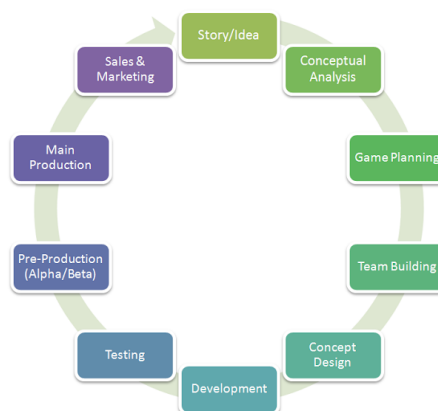 Story/Idea
Conceptual
Analysis
Game Planning
Team Building
Concept
Design
Development
Testing
Pre-Production
(Alpha/Beta)
Main
Production
Sales &
Marketing